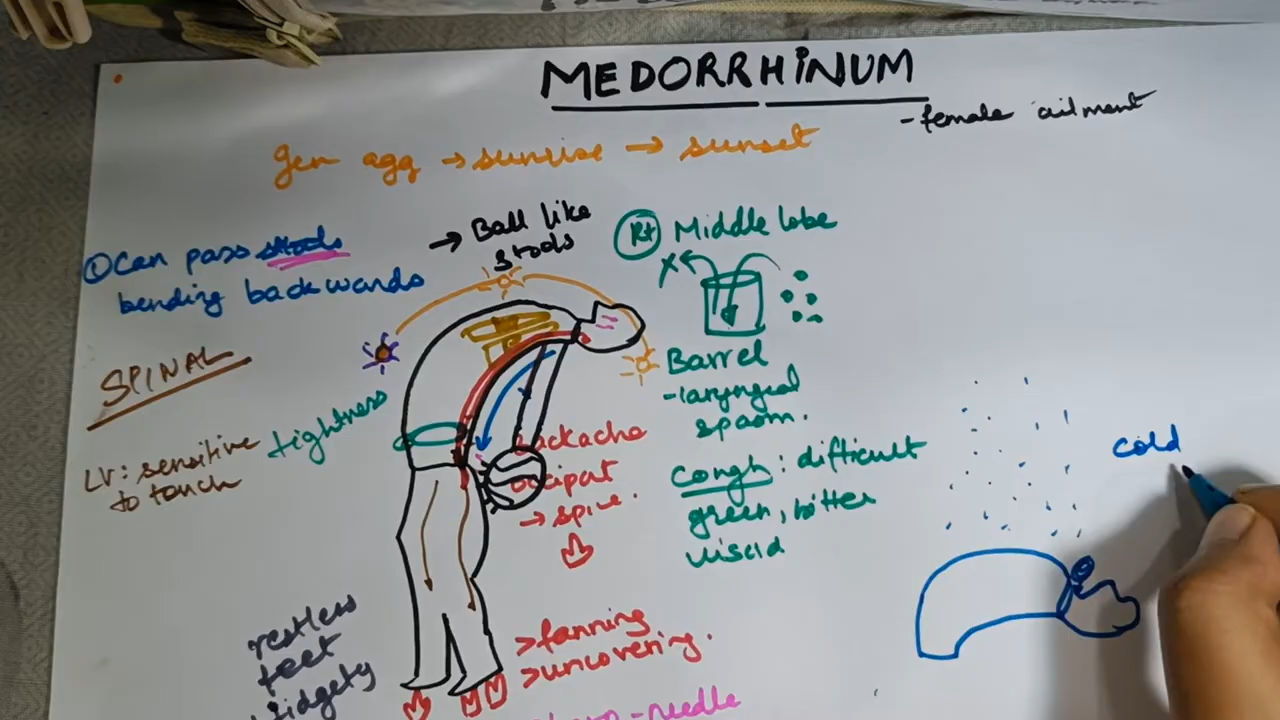 MEDORRHINUM
-female ailment
gen agg → sunrise → sunset
① Can pass stools
bending backwards
→ Ball like
stools
Rt Middle lobe
SPINAL
LV: sensitive
to touch
tightness
Barrel
-laryngeal
spasm.
backache
occiput
→ spine.
Cough: difficult
green, bitter
viscid
cold
restless
feet
fidgety
>fanning
>uncovering.
-needle